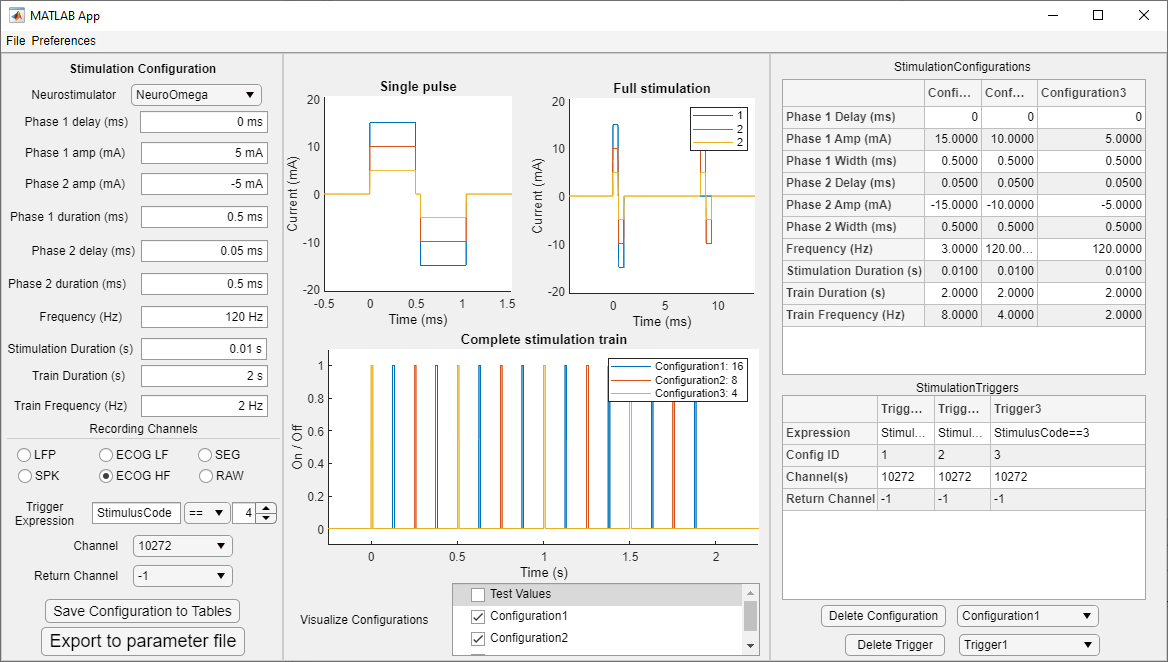 MATLAB App
File Preferences
Stimulation Configuration
Neurostimulator NeuroOmega
Phase 1 delay (ms) 0 ms
Phase 1 amp (mA) 5 mA
Phase 2 amp (mA) -5 mA
Phase 1 duration (ms) 0.5 ms
Phase 2 delay (ms) 0.05 ms
Phase 2 duration (ms) 0.5 ms
Frequency (Hz) 120 Hz
Stimulation Duration (s) 0.01 s
Train Duration (s) 2 s
Train Frequency (Hz) 2 Hz
Recording Channels
LFP ECOG LF SEG
SPK ECOG HF RAW
Trigger
Expression StimulusCode == 4
Channel 10272
Return Channel -1
Save Configuration to Tables
Export to parameter file
Single pulse
Current (mA)
20
10
0
-10
-20
-0.5 0 0.5 1 1.5
Time (ms)
Full stimulation
Current (mA)
20
10
0
-10
-20
1
2
2
0 5 10
Time (ms)
Complete stimulation train
On / Off
1
0.8
0.6
0.4
0.2
0
Configuration1: 16
Configuration2: 8
Configuration3: 4
0 0.5 1 1.5 2
Time (s)
Visualize Configurations
Test Values
Configuration1
Configuration2
StimulationConfigurations
Confi... Conf... Configuration3
Phase 1 Delay (ms) 0 0 0
Phase 1 Amp (mA) 15.0000 10.0000 5.0000
Phase 1 Width (ms) 0.5000 0.5000 0.5000
Phase 2 Delay (ms) 0.0500 0.0500 0.0500
Phase 2 Amp (mA) -15.0000 -10.0000 -5.0000
Phase 2 Width (ms) 0.5000 0.5000 0.5000
Frequency (Hz) 3.0000 120.00... 120.0000
Stimulation Duration (s) 0.0100 0.0100 0.0100
Train Duration (s) 2.0000 2.0000 2.0000
Train Frequency (Hz) 8.0000 4.0000 2.0000
StimulationTriggers
Trigg... Trigg... Trigger3
Expression Stimul... Stimul... StimulusCode==3
Config ID 1 2 3
Channel(s) 10272 10272 10272
Return Channel -1 -1 -1
Delete Configuration Configuration1
Delete Trigger Trigger1